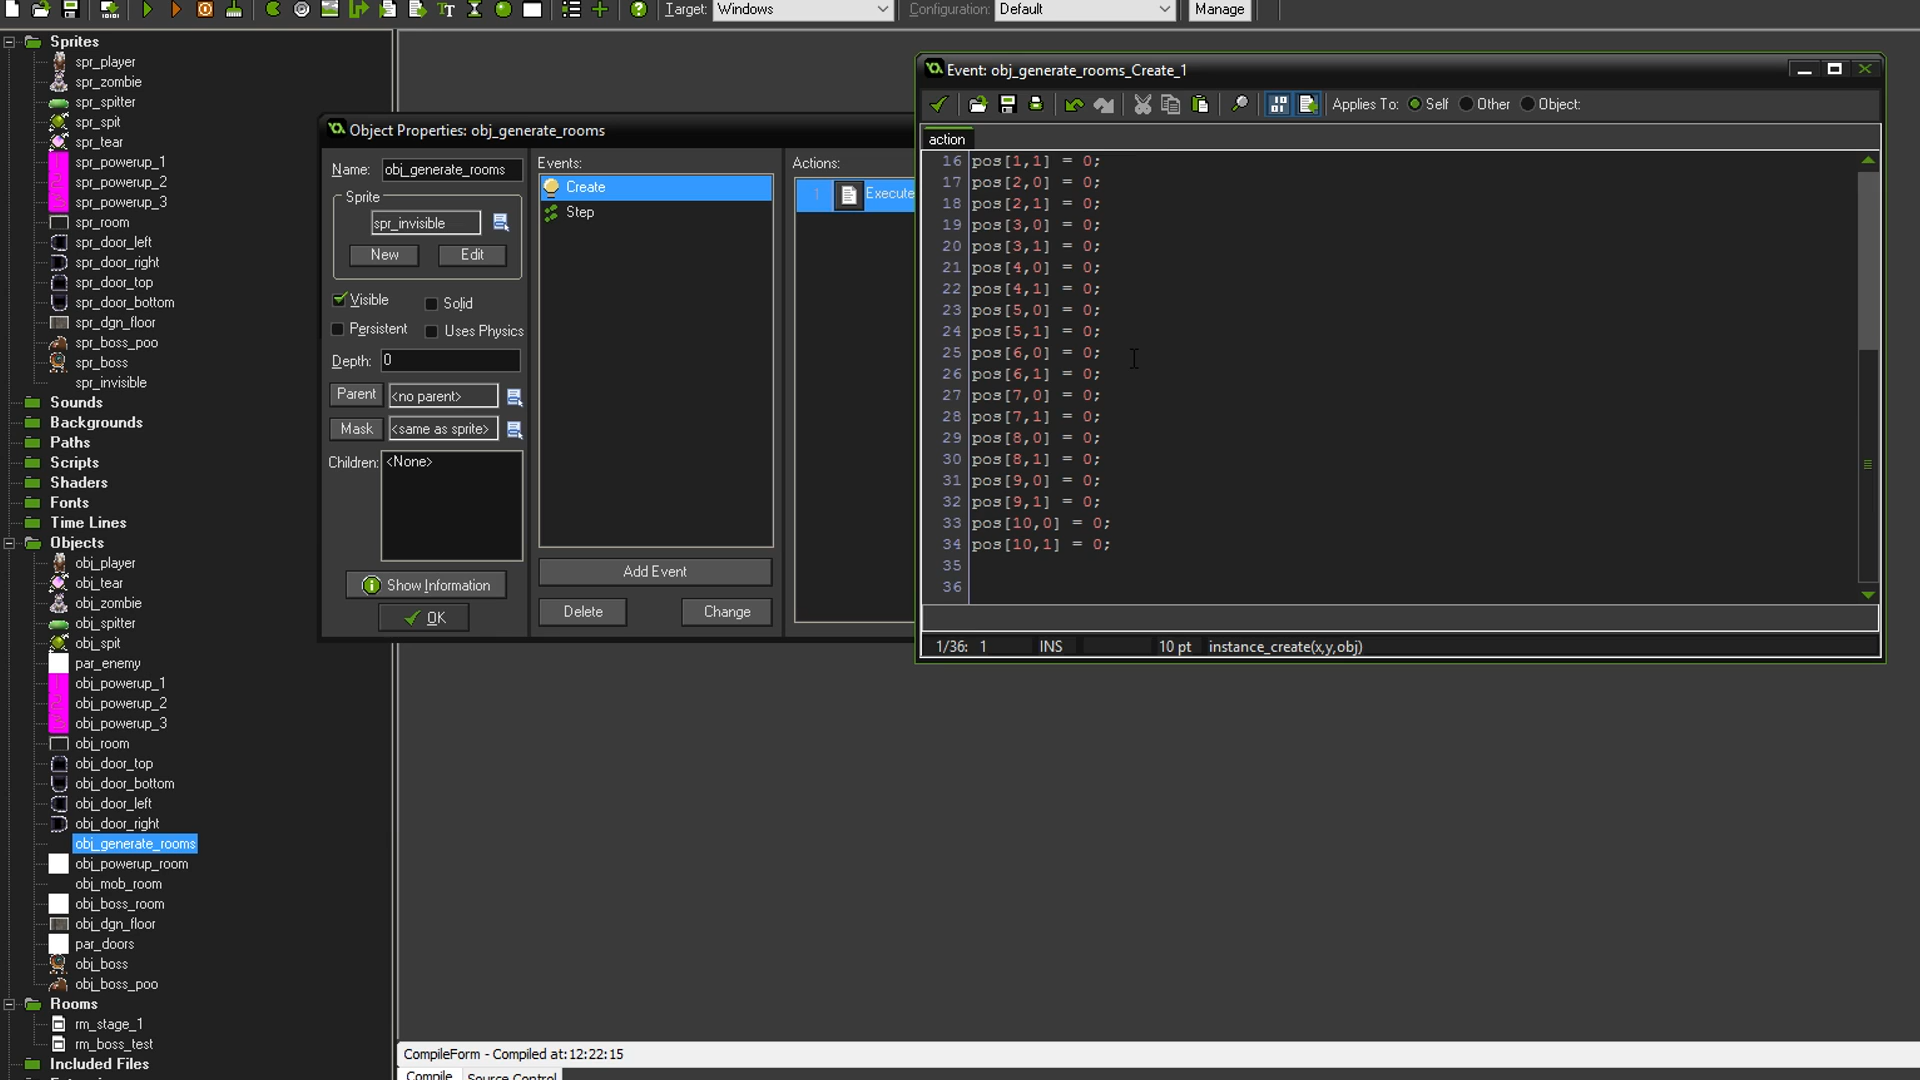 Target: Windows Configuration: Default Manage
Sprites
spr_player
spr_zombie
spr_spitter
spr_spit
spr_tear
spr_powerup_1
spr_powerup_2
spr_powerup_3
spr_room
spr_door_left
spr_door_right
spr_door_top
spr_door_bottom
spr_dgn_floor
spr_boss_poo
spr_boss
spr_invisible
Sounds
Backgrounds
Paths
Scripts
Shaders
Fonts
Time Lines
Objects
obj_player
obj_tear
obj_zombie
obj_spitter
obj_spit
par_enemy
obj_powerup_1
obj_powerup_2
obj_powerup_3
obj_room
obj_door_top
obj_door_bottom
obj_door_left
obj_door_right
obj_generate_rooms
obj_powerup_room
obj_mob_room
obj_boss_room
obj_dgn_floor
par_doors
obj_boss
obj_boss_poo
Rooms
rm_stage_1
rm_boss_test
Included Files
Object Properties: obj_generate_rooms
Name: obj_generate_rooms
Sprite
spr_invisible
New Edit
Visible Solid
Persistent Uses Physics
Depth: 0
Parent <no parent>
Mask <same as sprite>
Children: <None>
Show Information
OK
Events:
Create
Step
Add Event
Delete Change
Actions:
1 Execute
Event: obj_generate_rooms_Create_1
Applies To: Self Other Object:
action
16 pos[1,1] = 0;
17 pos[2,0] = 0;
18 pos[2,1] = 0;
19 pos[3,0] = 0;
20 pos[3,1] = 0;
21 pos[4,0] = 0;
22 pos[4,1] = 0;
23 pos[5,0] = 0;
24 pos[5,1] = 0;
25 pos[6,0] = 0;
26 pos[6,1] = 0;
27 pos[7,0] = 0;
28 pos[7,1] = 0;
29 pos[8,0] = 0;
30 pos[8,1] = 0;
31 pos[9,0] = 0;
32 pos[9,1] = 0;
33 pos[10,0] = 0;
34 pos[10,1] = 0;
35
36
1/36: 1 INS 10 pt instance_create(x,y,obj)
CompileForm - Compiled at: 12:22:15
Compile Source Control